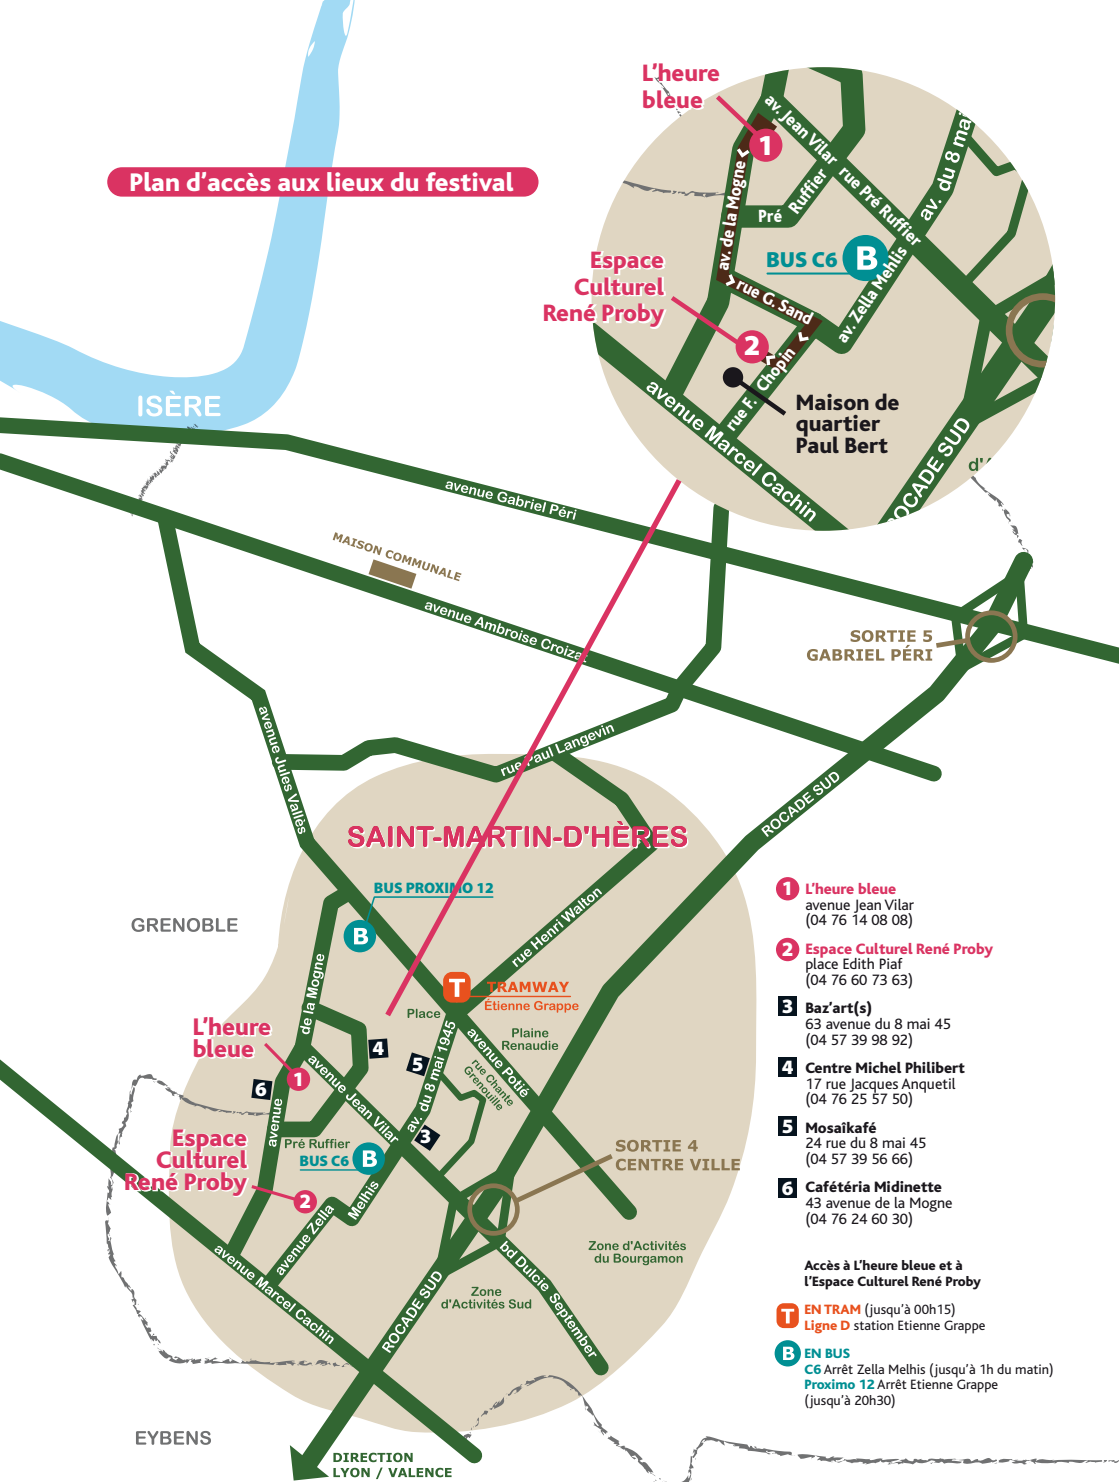 Plan d'accès aux lieux du festival
ISÈRE
L'heure
bleue
1
av. Jean Vilar
rue Pré Ruffier
av. du 8 mai
av. de la Mogne
Pré
Ruffier
BUS C6 B
av. Zella Mehlis
Espace
Culturel
René Proby
rue G. Sand
2
rue F. Chopin
Maison de
quartier
Paul Bert
avenue Marcel Cachin
ROCADE SUD
d'A
avenue Gabriel Péri
MAISON COMMUNALE
avenue Ambroise Croizat
SORTIE 5
GABRIEL PÉRI
avenue Jules Vallès
rue Paul Langevin
ROCADE SUD
SAINT-MARTIN-D'HÈRES
BUS PROXIMO 12
B
GRENOBLE
rue Henri Walton
T TRAMWAY
Étienne Grappe
Place
Plaine
Renaudie
avenue de la Mogne
L'heure
bleue
1
4
5
6
3
avenue Jean Vilar
av. du 8 mai 1945
avenue Potié
rue Chante
Grenouille
Pré Ruffier
BUS C6 B
Espace
Culturel
René Proby
2
avenue Zella Melhis
SORTIE 4
CENTRE VILLE
Zone d'Activités
du Bourgamon
bd Dulcie September
Zone
d'Activités Sud
avenue Marcel Cachin
ROCADE SUD
EYBENS
DIRECTION
LYON / VALENCE
1 L'heure bleue
avenue Jean Vilar
(04 76 14 08 08)
2 Espace Culturel René Proby
place Edith Piaf
(04 76 60 73 63)
3 Baz'art(s)
63 avenue du 8 mai 45
(04 57 39 98 92)
4 Centre Michel Philibert
17 rue Jacques Anquetil
(04 76 25 57 50)
5 Mosaïkafé
24 rue du 8 mai 45
(04 57 39 56 66)
6 Cafétéria Midinette
43 avenue de la Mogne
(04 76 24 60 30)
Accès à L'heure bleue et à
l'Espace Culturel René Proby
T EN TRAM (jusqu'à 00h15)
Ligne D station Etienne Grappe
B EN BUS
C6 Arrêt Zella Melhis (jusqu'à 1h du matin)
Proximo 12 Arrêt Etienne Grappe
(jusqu'à 20h30)